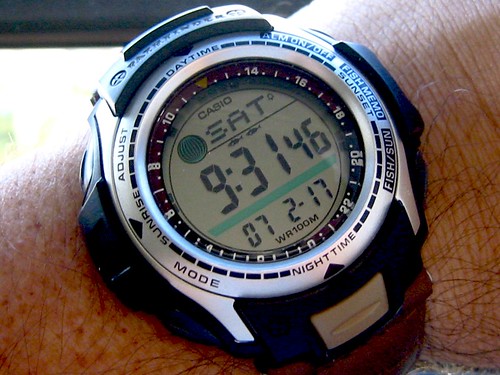 ALM ON/OFF
DAYTIME
FISH MEMO
SUNSET
14
16
10
18
8
20
6
22
4
CASIO
SAT
9:31 46
07 2-17
WR100M
ADJUST
FISH/SUN
SUNRISE
NIGHTTIME
MODE